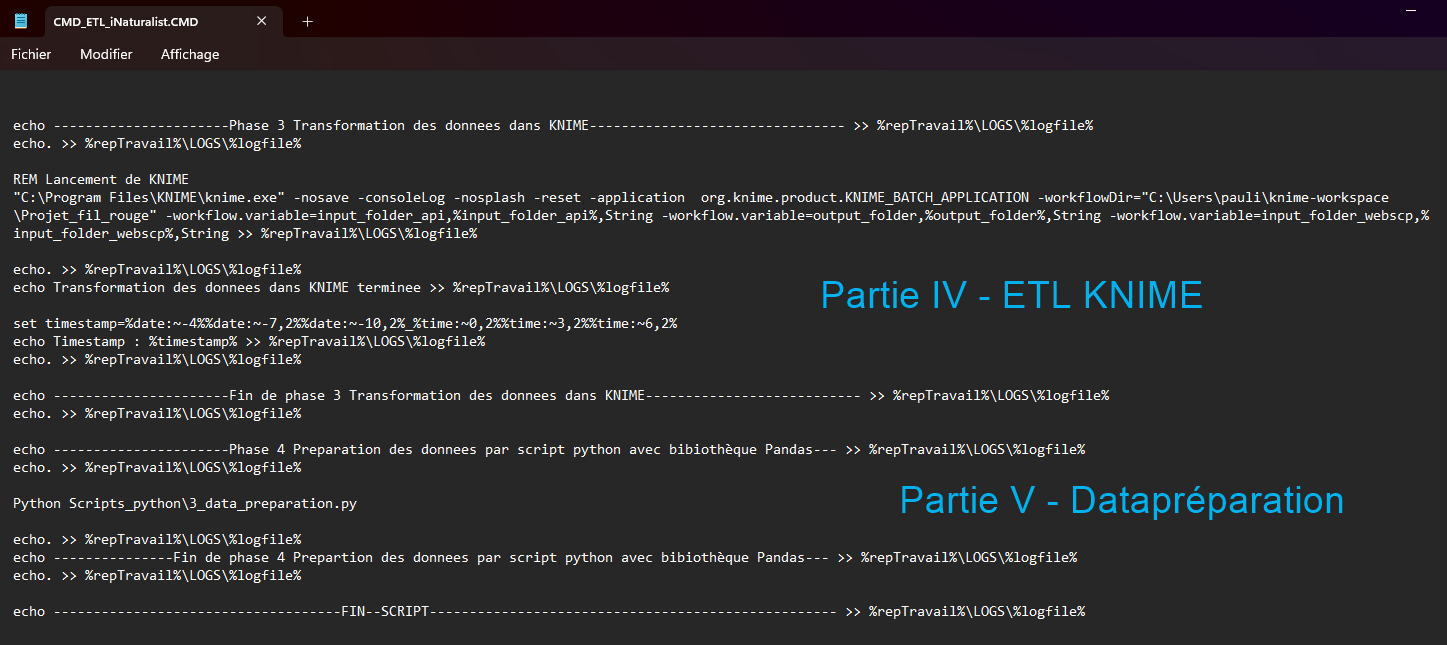 CMD_ETL_iNaturalist.CMD
Fichier Modifier Affichage
echo ----------------------Phase 3 Transformation des donnees dans KNIME-------------------------------- >> %repTravail%\LOGS\%logfile%
echo. >> %repTravail%\LOGS\%logfile%
REM Lancement de KNIME
"C:\Program Files\KNIME\knime.exe" -nosave -consoleLog -nosplash -reset -application  org.knime.product.KNIME_BATCH_APPLICATION -workflowDir="C:\Users\pauli\knime-workspace
\Projet_fil_rouge" -workflow.variable=input_folder_api,%input_folder_api%,String -workflow.variable=output_folder,%output_folder%,String -workflow.variable=input_folder_webscp,%
input_folder_webscp%,String >> %repTravail%\LOGS\%logfile%
echo. >> %repTravail%\LOGS\%logfile%
echo Transformation des donnees dans KNIME terminee >> %repTravail%\LOGS\%logfile%
Partie IV - ETL KNIME
set timestamp=%date:~-4%%date:~-7,2%%date:~-10,2%_%time:~0,2%%time:~3,2%%time:~6,2%
echo Timestamp : %timestamp% >> %repTravail%\LOGS\%logfile%
echo. >> %repTravail%\LOGS\%logfile%
echo ----------------------Fin de phase 3 Transformation des donnees dans KNIME--------------------------- >> %repTravail%\LOGS\%logfile%
echo. >> %repTravail%\LOGS\%logfile%
echo ----------------------Phase 4 Preparation des donnees par script python avec bibiothèque Pandas--- >> %repTravail%\LOGS\%logfile%
echo. >> %repTravail%\LOGS\%logfile%
Python Scripts_python\3_data_preparation.py
Partie V - Datapréparation
echo. >> %repTravail%\LOGS\%logfile%
echo ---------------Fin de phase 4 Prepartion des donnees par script python avec bibiothèque Pandas--- >> %repTravail%\LOGS\%logfile%
echo. >> %repTravail%\LOGS\%logfile%
echo ------------------------------------FIN--SCRIPT--------------------------------------------------- >> %repTravail%\LOGS\%logfile%